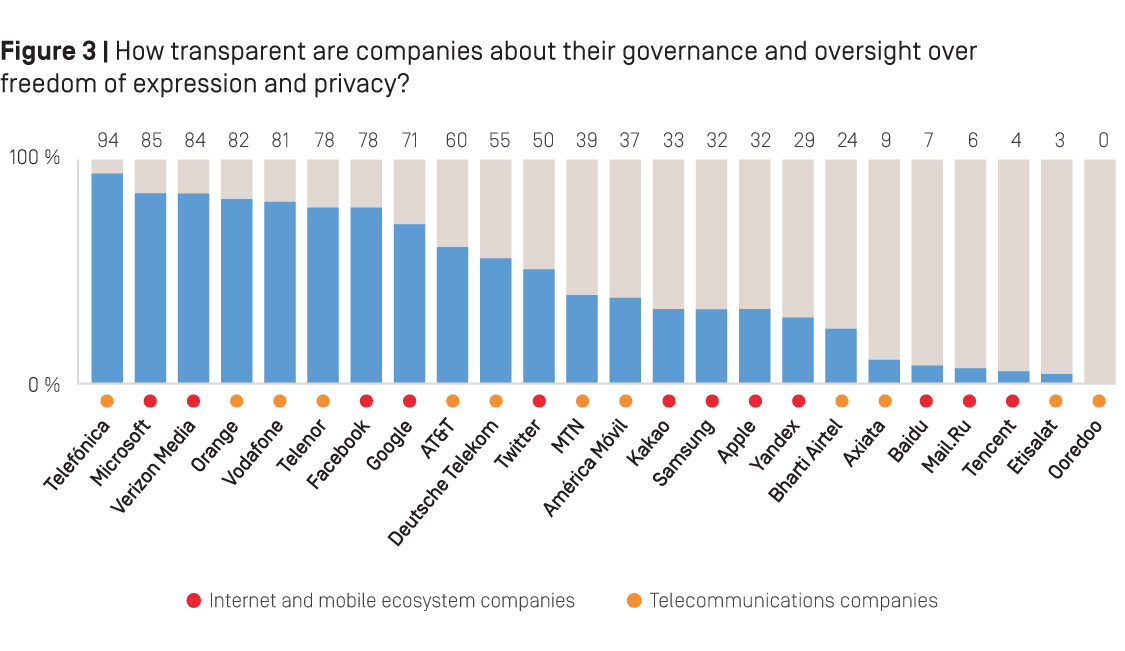 Figure 3 | How transparent are companies about their governance and oversight over
freedom of expression and privacy?
94 85 84 82 81 78 78 71 60 55 50 39 37 33 32 32 29 24 9 7 6 4 3 0
100 %
0 %
Telefónica
Microsoft
Verizon Media
Orange
Vodafone
Telenor
Facebook
Google
AT&T
Deutsche Telekom
Twitter
MTN
América Móvil
Kakao
Samsung
Apple
Yandex
Bharti Airtel
Axiata
Baidu
Mail.Ru
Tencent
Etisalat
Ooredoo
Internet and mobile ecosystem companies
Telecommunications companies